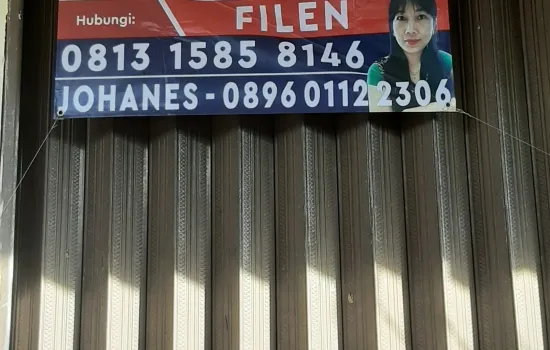 Hubungi:
FILEN
0813 1585 8146
JOHANES - 0896 0112 2306